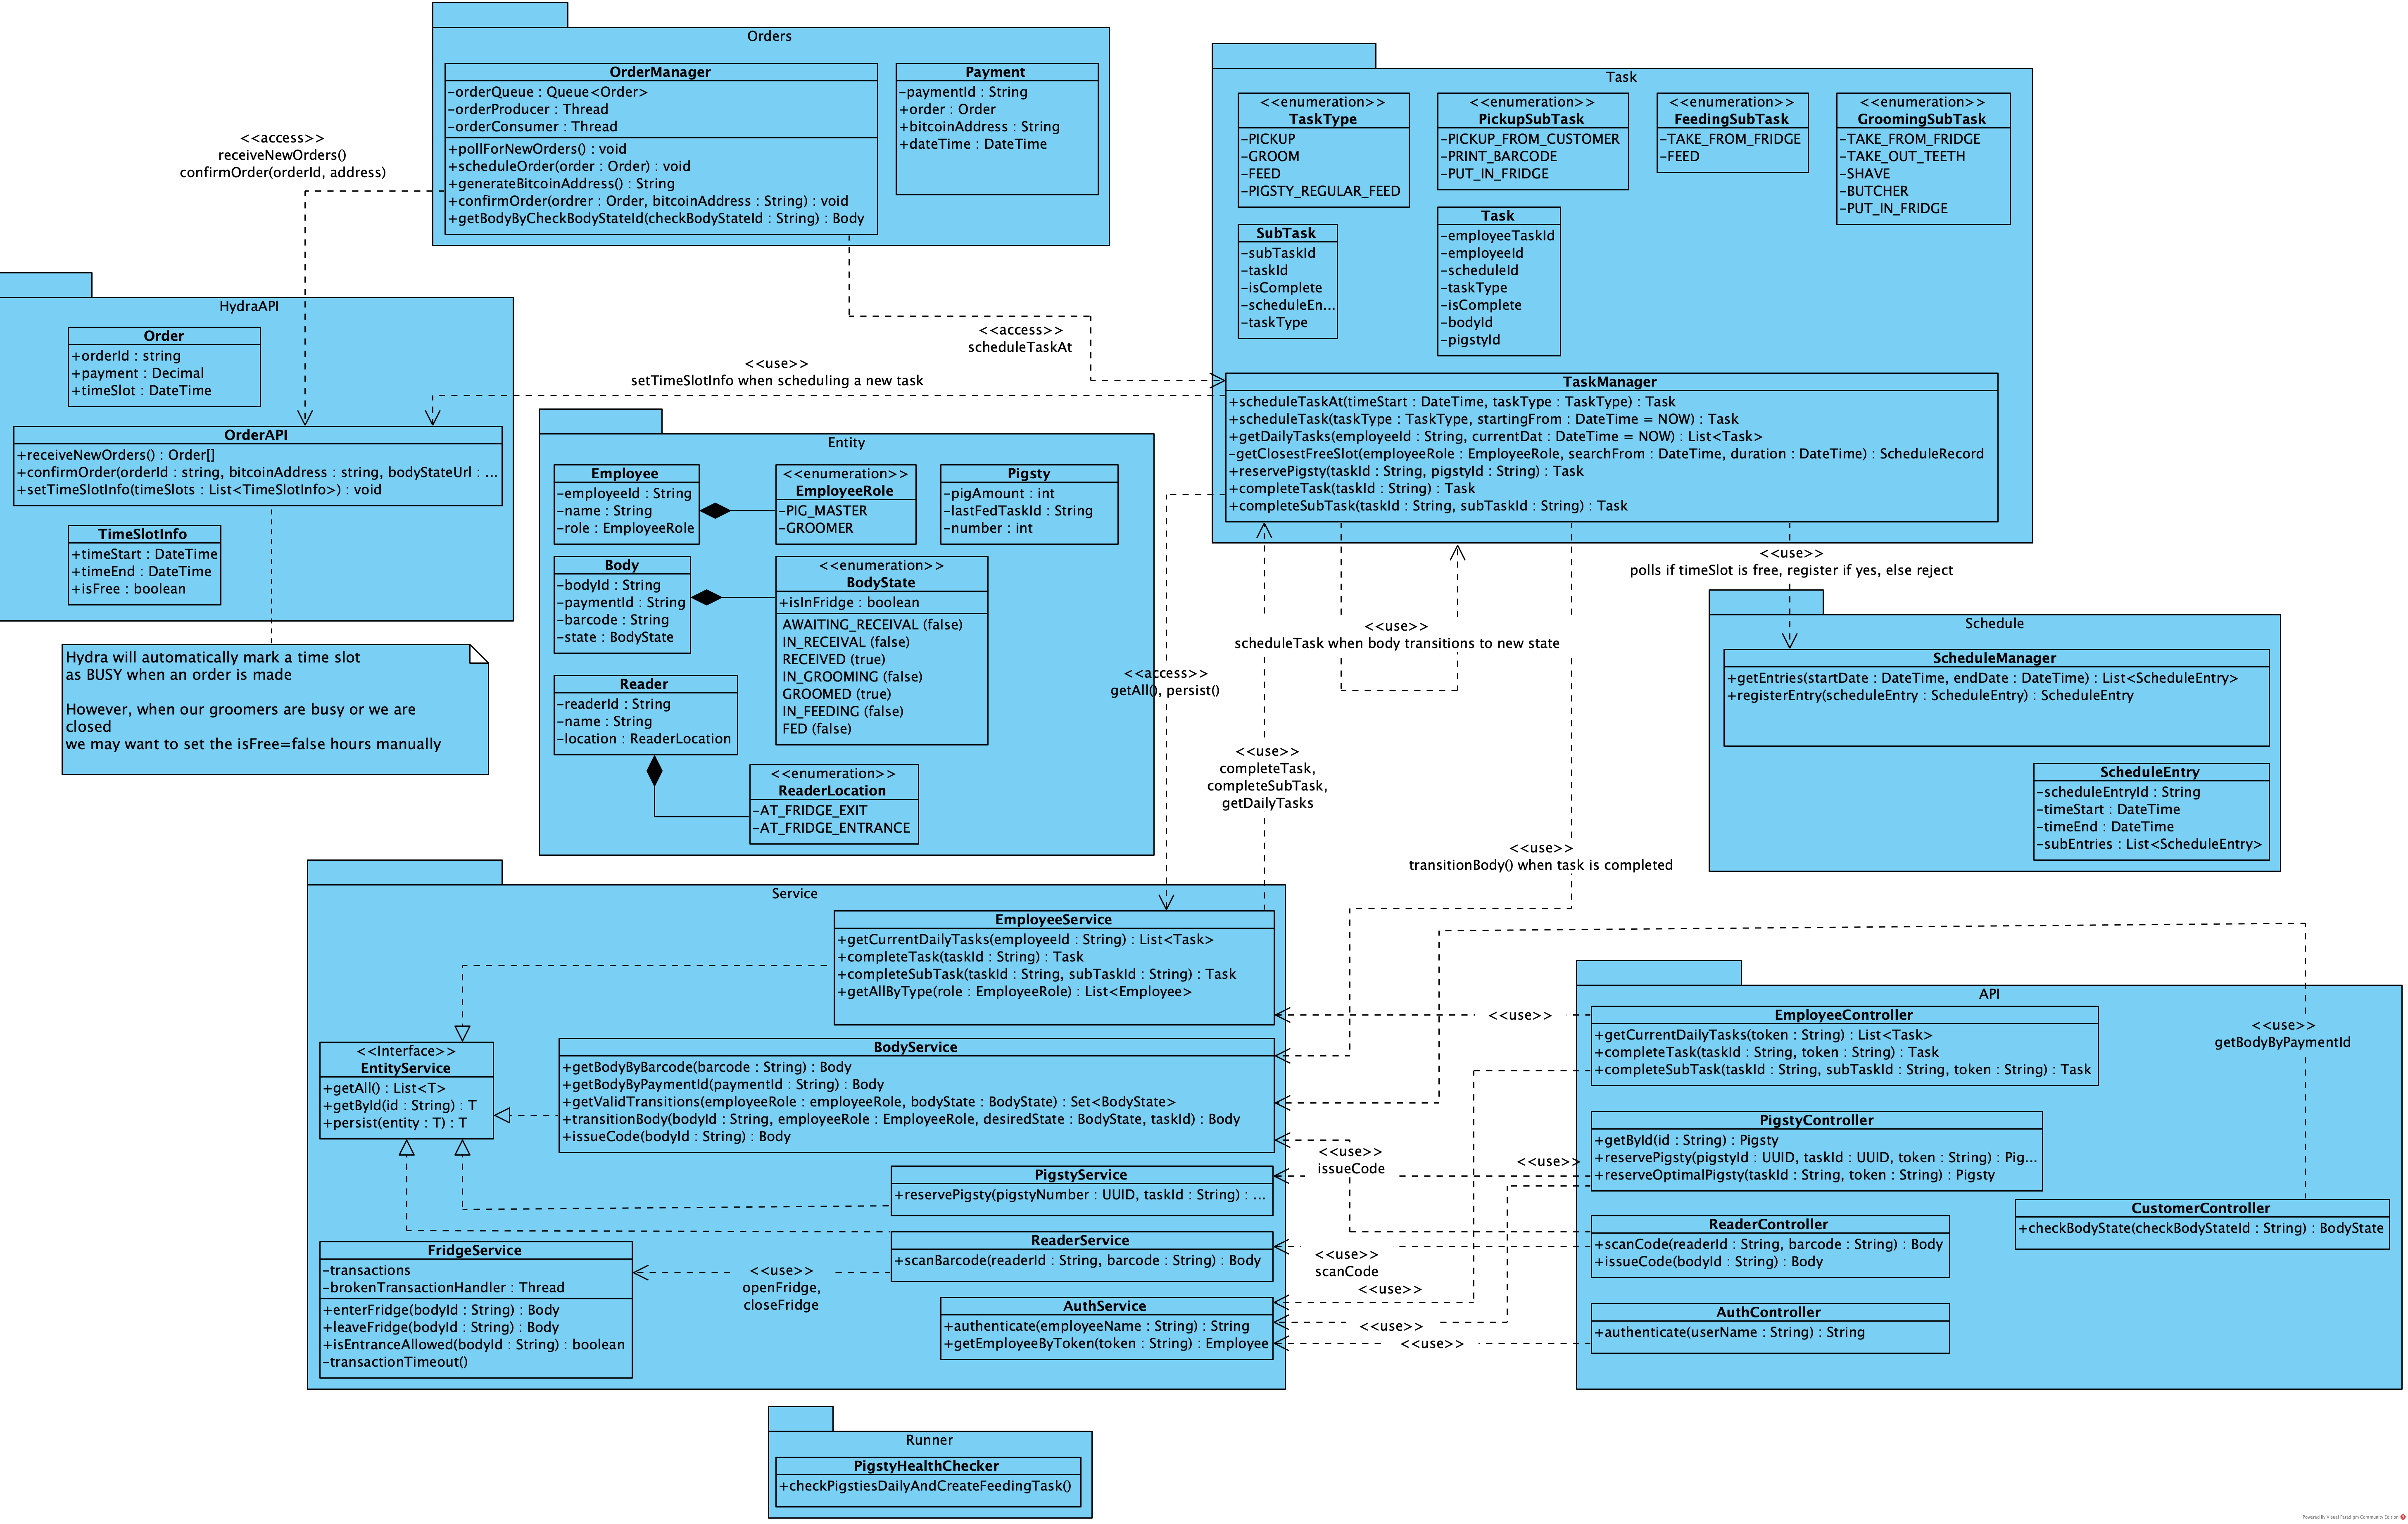 Orders
OrderManager
-orderQueue : Queue<Order>
-orderProducer : Thread
-orderConsumer : Thread
+pollForNewOrders() : void
+scheduleOrder(order : Order) : void
+generateBitcoinAddress() : String
+confirmOrder(ordrer : Order, bitcoinAddress : String) : void
+getBodyByCheckBodyStateId(checkBodyStateId : String) : Body
Payment
-paymentId : String
+order : Order
+bitcoinAddress : String
+dateTime : DateTime
<<access>>
receiveNewOrders()
confirmOrder(orderId, address)
<<access>>
scheduleTaskAt
<<use>>
setTimeSlotInfo when scheduling a new task
Task
<<enumeration>>
TaskType
-PICKUP
-GROOM
-FEED
-PIGSTY_REGULAR_FEED
<<enumeration>>
PickupSubTask
-PICKUP_FROM_CUSTOMER
-PRINT_BARCODE
-PUT_IN_FRIDGE
<<enumeration>>
FeedingSubTask
-TAKE_FROM_FRIDGE
-FEED
<<enumeration>>
GroomingSubTask
-TAKE_FROM_FRIDGE
-TAKE_OUT_TEETH
-SHAVE
-BUTCHER
-PUT_IN_FRIDGE
SubTask
-subTaskId
-taskId
-isComplete
-scheduleEn...
-taskType
Task
-employeeTaskId
-employeeId
-scheduleId
-taskType
-isComplete
-bodyId
-pigstyId
TaskManager
+scheduleTaskAt(timeStart : DateTime, taskType : TaskType) : Task
+scheduleTask(taskType : TaskType, startingFrom : DateTime = NOW) : Task
+getDailyTasks(employeeId : String, currentDat : DateTime = NOW) : List<Task>
-getClosestFreeSlot(employeeRole : EmployeeRole, searchFrom : DateTime, duration : DateTime) : ScheduleRecord
+reservePigsty(taskId : String, pigstyId : String) : Task
+completeTask(taskId : String) : Task
+completeSubTask(taskId : String, subTaskId : String) : Task
HydraAPI
Order
+orderId : string
+payment : Decimal
+timeSlot : DateTime
OrderAPI
+receiveNewOrders() : Order[]
+confirmOrder(orderId : string, bitcoinAddress : string, bodyStateUrl : ...
+setTimeSlotInfo(timeSlots : List<TimeSlotInfo>) : void
TimeSlotInfo
+timeStart : DateTime
+timeEnd : DateTime
+isFree : boolean
Hydra will automatically mark a time slot
as BUSY when an order is made
However, when our groomers are busy or we are
closed
we may want to set the isFree=false hours manually
Entity
Employee
-employeeId : String
-name : String
-role : EmployeeRole
<<enumeration>>
EmployeeRole
-PIG_MASTER
-GROOMER
Pigsty
-pigAmount : int
-lastFedTaskId : String
-number : int
Body
-bodyId : String
-paymentId : String
-barcode : String
-state : BodyState
<<enumeration>>
BodyState
+isInFridge : boolean
AWAITING_RECEIVAL (false)
IN_RECEIVAL (false)
RECEIVED (true)
IN_GROOMING (false)
GROOMED (true)
IN_FEEDING (false)
FED (false)
Reader
-readerId : String
-name : String
-location : ReaderLocation
<<enumeration>>
ReaderLocation
-AT_FRIDGE_EXIT
-AT_FRIDGE_ENTRANCE
<<access>>
getAll(), persist()
<<use>>
scheduleTask when body transitions to new state
<<use>>
polls if timeSlot is free, register if yes, else reject
<<use>>
completeTask,
completeSubTask,
getDailyTasks
<<use>>
transitionBody() when task is completed
Schedule
ScheduleManager
+getEntries(startDate : DateTime, endDate : DateTime) : List<ScheduleEntry>
+registerEntry(scheduleEntry : ScheduleEntry) : ScheduleEntry
ScheduleEntry
-scheduleEntryId : String
-timeStart : DateTime
-timeEnd : DateTime
-subEntries : List<ScheduleEntry>
Service
EmployeeService
+getCurrentDailyTasks(employeeId : String) : List<Task>
+completeTask(taskId : String) : Task
+completeSubTask(taskId : String, subTaskId : String) : Task
+getAllByType(role : EmployeeRole) : List<Employee>
<<Interface>>
EntityService
+getAll() : List<T>
+getById(id : String) : T
+persist(entity : T) : T
BodyService
+getBodyByBarcode(barcode : String) : Body
+getBodyByPaymentId(paymentId : String) : Body
+getValidTransitions(employeeRole : employeeRole, bodyState : BodyState) : Set<BodyState>
+transitionBody(bodyId : String, employeeRole : EmployeeRole, desiredState : BodyState, taskId) : Body
+issueCode(bodyId : String) : Body
PigstyService
+reservePigsty(pigstyNumber : UUID, taskId : String) : ...
ReaderService
+scanBarcode(readerId : String, barcode : String) : Body
FridgeService
-transactions
-brokenTransactionHandler : Thread
+enterFridge(bodyId : String) : Body
+leaveFridge(bodyId : String) : Body
+isEntranceAllowed(bodyId : String) : boolean
-transactionTimeout()
<<use>>
openFridge,
closeFridge
AuthService
+authenticate(employeeName : String) : String
+getEmployeeByToken(token : String) : Employee
<<use>>
<<use>>
issueCode
<<use>>
<<use>>
scanCode
<<use>>
<<use>>
<<use>>
API
EmployeeController
+getCurrentDailyTasks(token : String) : List<Task>
+completeTask(taskId : String, token : String) : Task
+completeSubTask(taskId : String, subTaskId : String, token : String) : Task
<<use>>
getBodyByPaymentId
PigstyController
+getById(id : String) : Pigsty
+reservePigsty(pigstyId : UUID, taskId : UUID, token : String) : Pig...
+reserveOptimalPigsty(taskId : String, token : String) : Pigsty
CustomerController
+checkBodyState(checkBodyStateId : String) : BodyState
ReaderController
+scanCode(readerId : String, barcode : String) : Body
+issueCode(bodyId : String) : Body
AuthController
+authenticate(userName : String) : String
Runner
PigstyHealthChecker
+checkPigstiesDailyAndCreateFeedingTask()
Powered By Visual Paradigm Community Edition